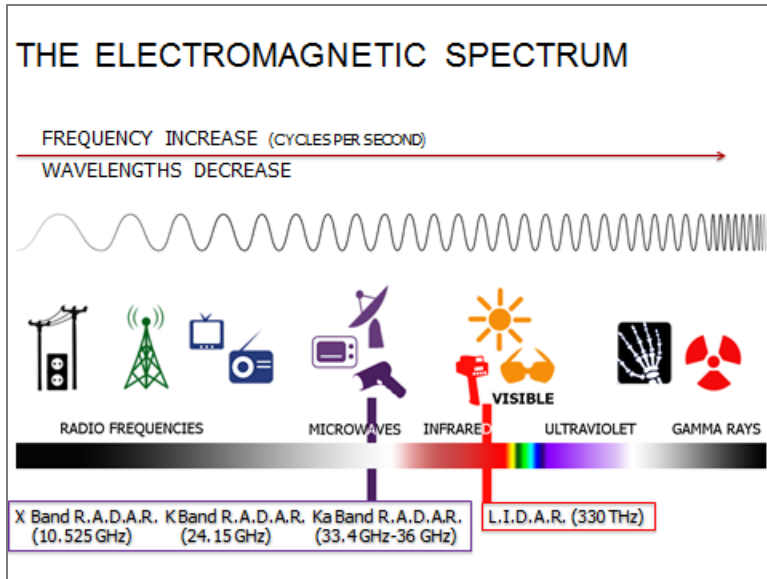 THE ELECTROMAGNETIC SPECTRUM
FREQUENCY INCREASE (CYCLES PER SECOND)
WAVELENGTHS DECREASE
VISIBLE
RADIO FREQUENCIES MICROWAVES INFRARED ULTRAVIOLET GAMMA RAYS
X Band R.A.D.A.R. K Band R.A.D.A.R. Ka Band R.A.D.A.R. L.I.D.A.R. (330 THz)
(10.525 GHz) (24.15 GHz) (33.4 GHz-36 GHz)